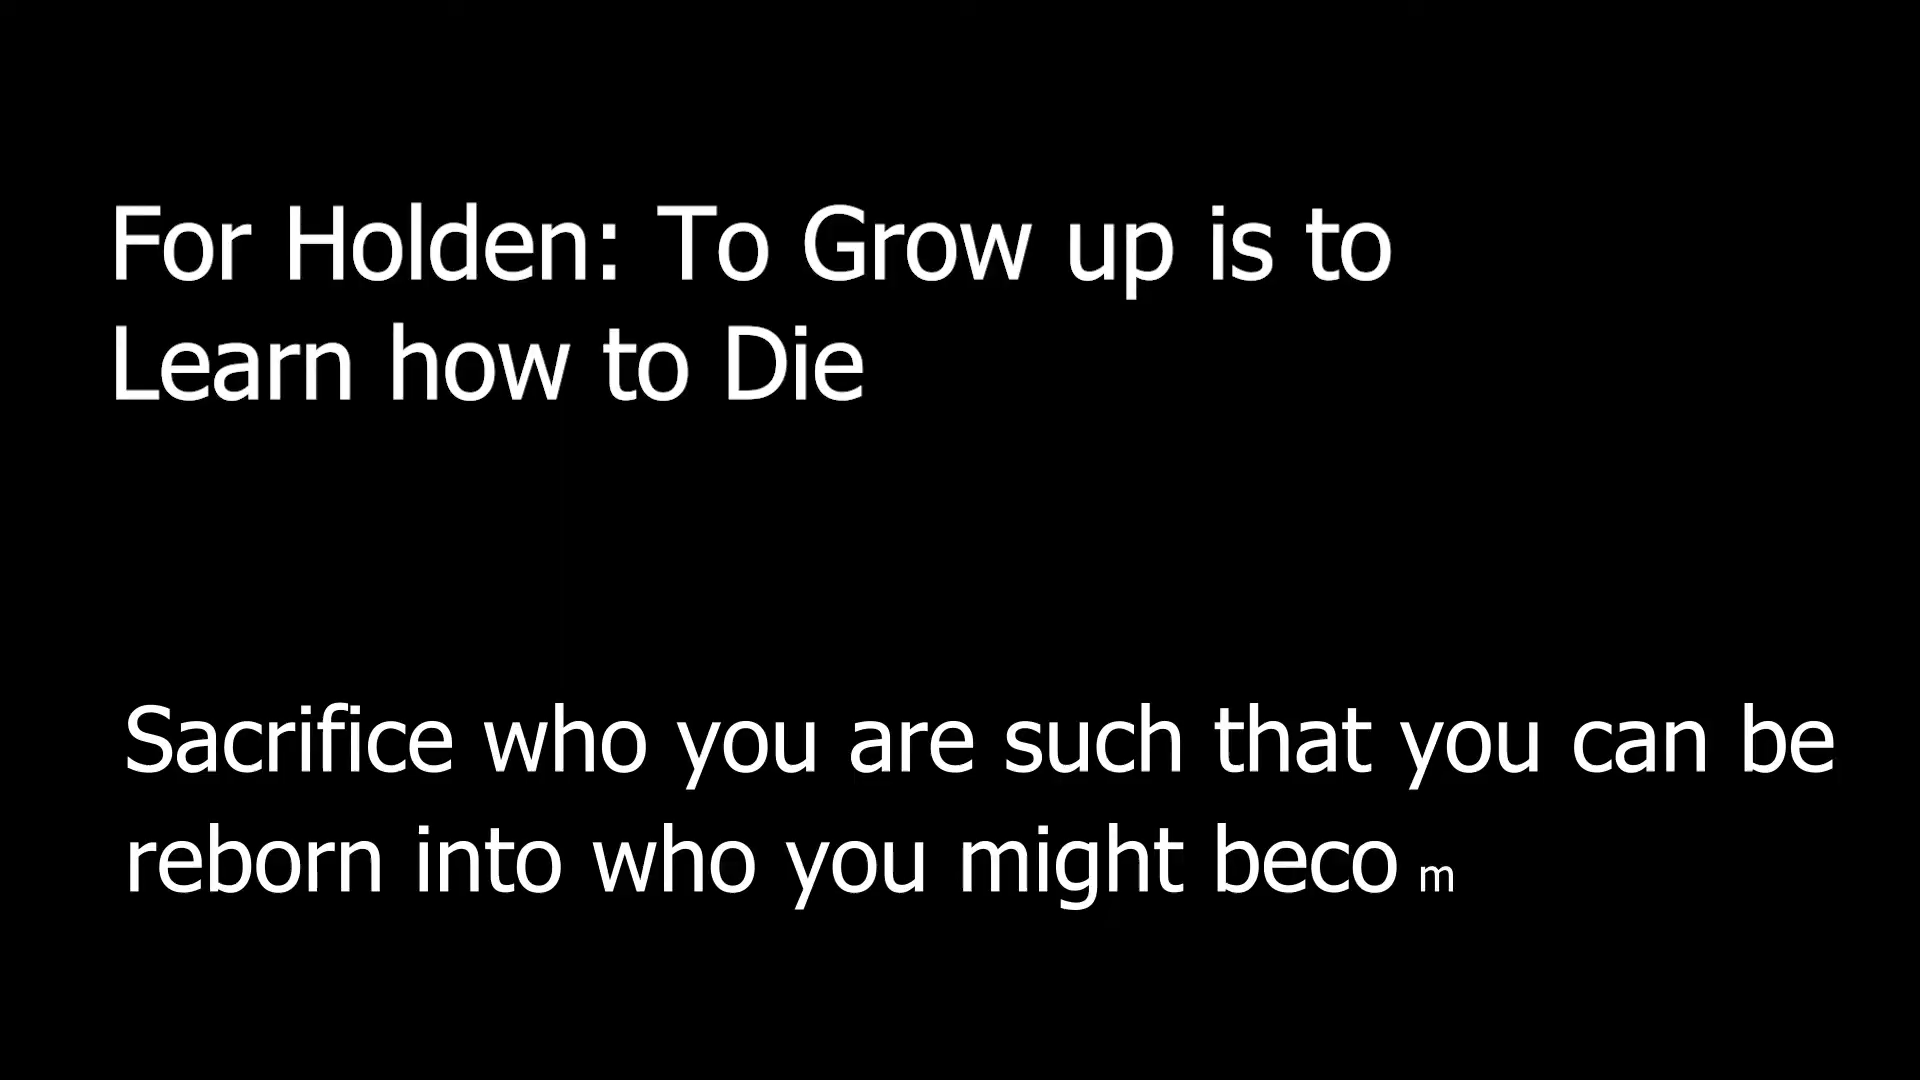 For Holden: To Grow up is to
Learn how to Die
Sacrifice who you are such that you can be
reborn into who you might becom